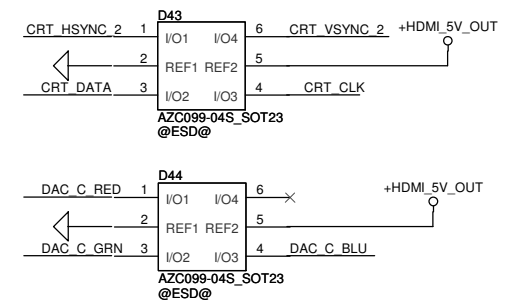 D43
CRT_HSYNC_2 1 I/O1 I/O4 6 CRT_VSYNC_2 +HDMI_5V_OUT
2 REF1 REF2 5
CRT_DATA 3 I/O2 I/O3 4 CRT_CLK
AZC099-04S_SOT23
@ESD@
D44
DAC_C_RED 1 I/O1 I/O4 6 +HDMI_5V_OUT
2 REF1 REF2 5
DAC_C_GRN 3 I/O2 I/O3 4 DAC_C_BLU
AZC099-04S_SOT23
@ESD@